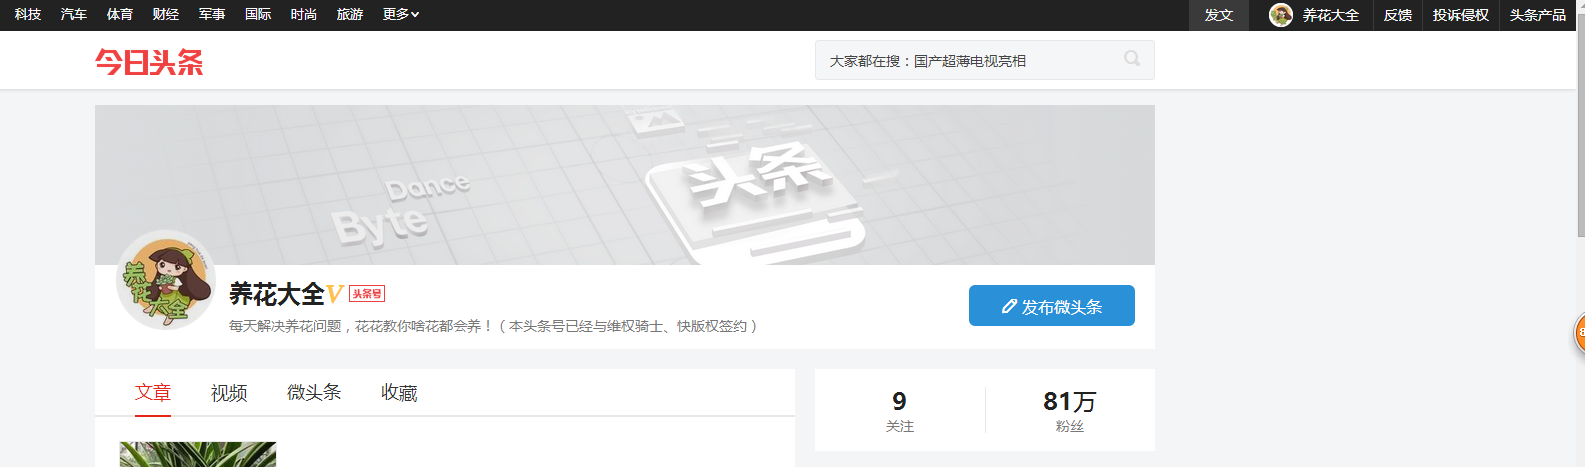 科技 汽车 体育 财经 军事 国际 时尚 旅游 更多 发文 养花大全 反馈 投诉侵权 头条产品
今日头条 大家都在搜：国产超薄电视亮相
头条
Dance
Byte
养花大全
养花大全V 头条号
发布微头条
每天解决养花问题，花花教你啥花都会养！（本头条号已经与维权骑士、快版权签约）
文章 视频 微头条 收藏
9 81万
关注 粉丝